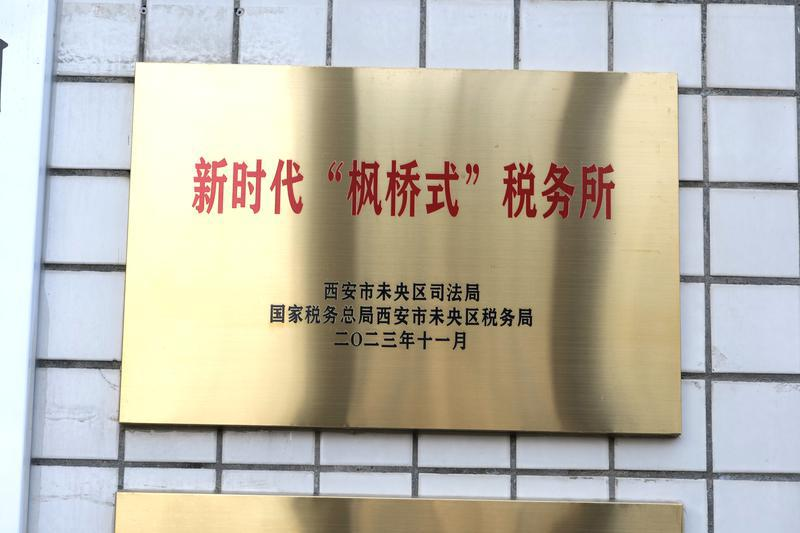 新时代“枫桥式”税务所
西安市未央区司法局
国家税务总局西安市未央区税务局
二〇二三年十一月